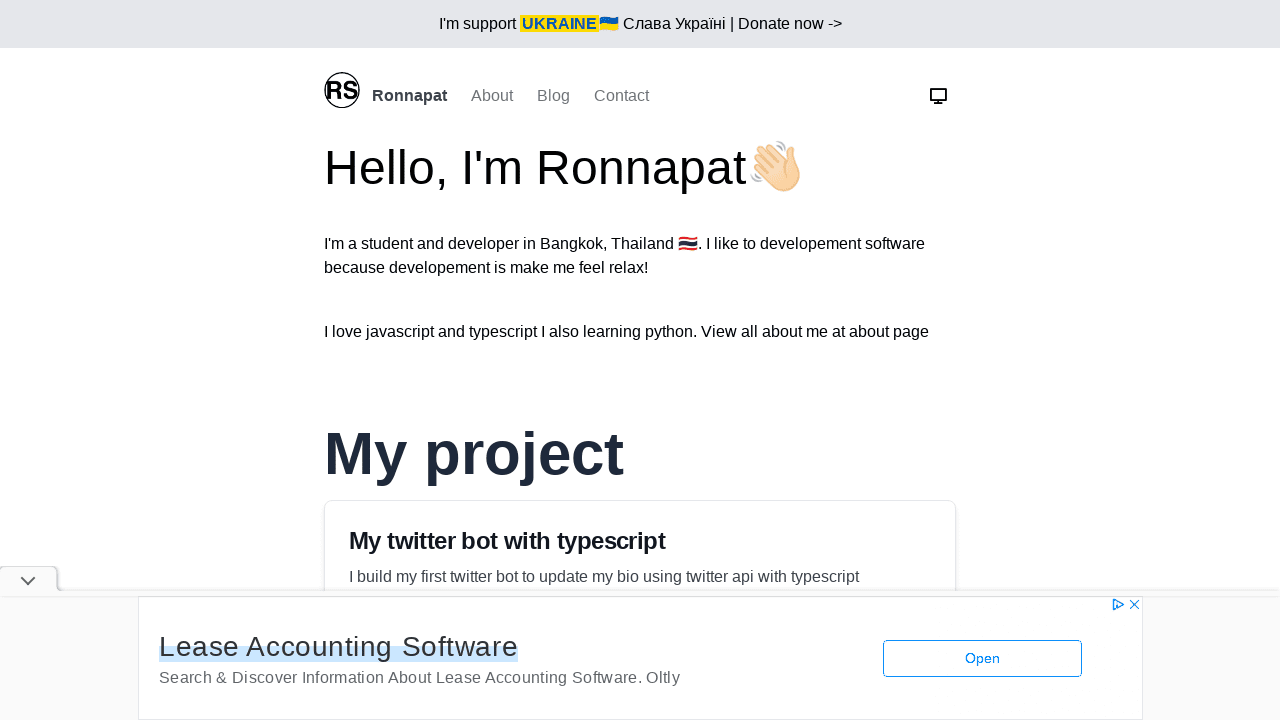 I'm support UKRAINE🇺🇦 Слава Україні | Donate now ->
RS Ronnapat About Blog Contact
Hello, I'm Ronnapat👋🏻
I'm a student and developer in Bangkok, Thailand 🇹🇭. I like to developement software
because developement is make me feel relax!
I love javascript and typescript I also learning python. View all about me at about page
My project
My twitter bot with typescript
I build my first twitter bot to update my bio using twitter api with typescript
Lease Accounting Software
Search & Discover Information About Lease Accounting Software. Oltly
Open